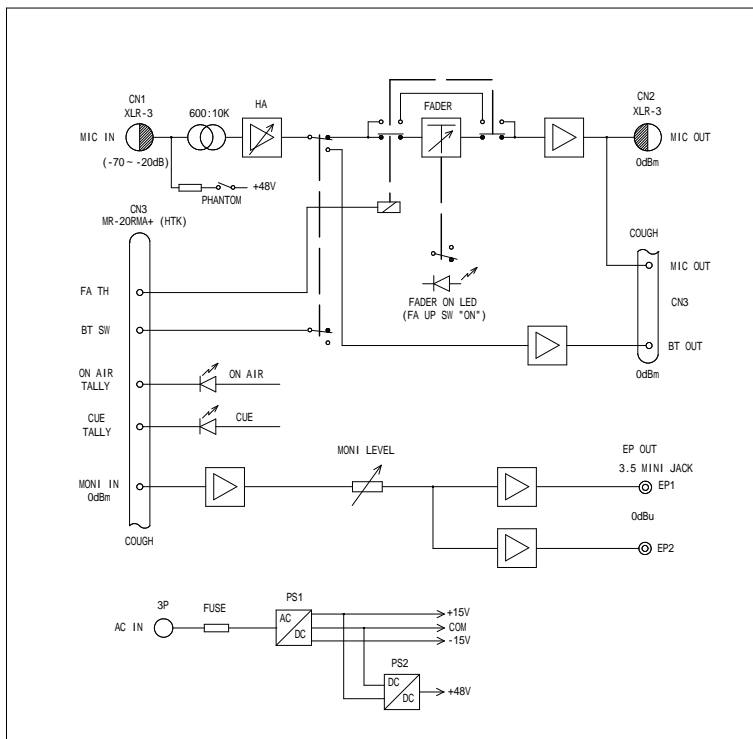 CN1
XLR-3
600:10K
HA
FADER
CN2
XLR-3
MIC IN
MIC OUT
(-70 ~ -20dB)
0dBm
+48V
PHANTOM
CN3
MR-20RMA+ (HTK)
COUGH
MIC OUT
FA TH
CN3
FADER ON LED
(FA UP SW "ON")
BT SW
BT OUT
0dBm
ON AIR
TALLY
ON AIR
CUE
TALLY
CUE
MONI LEVEL
EP OUT
3.5 MINI JACK
MONI IN
0dBm
EP1
0dBu
EP2
COUGH
3P
FUSE
PS1
AC IN
AC
DC
+15V
COM
-15V
PS2
DC
DC
+48V